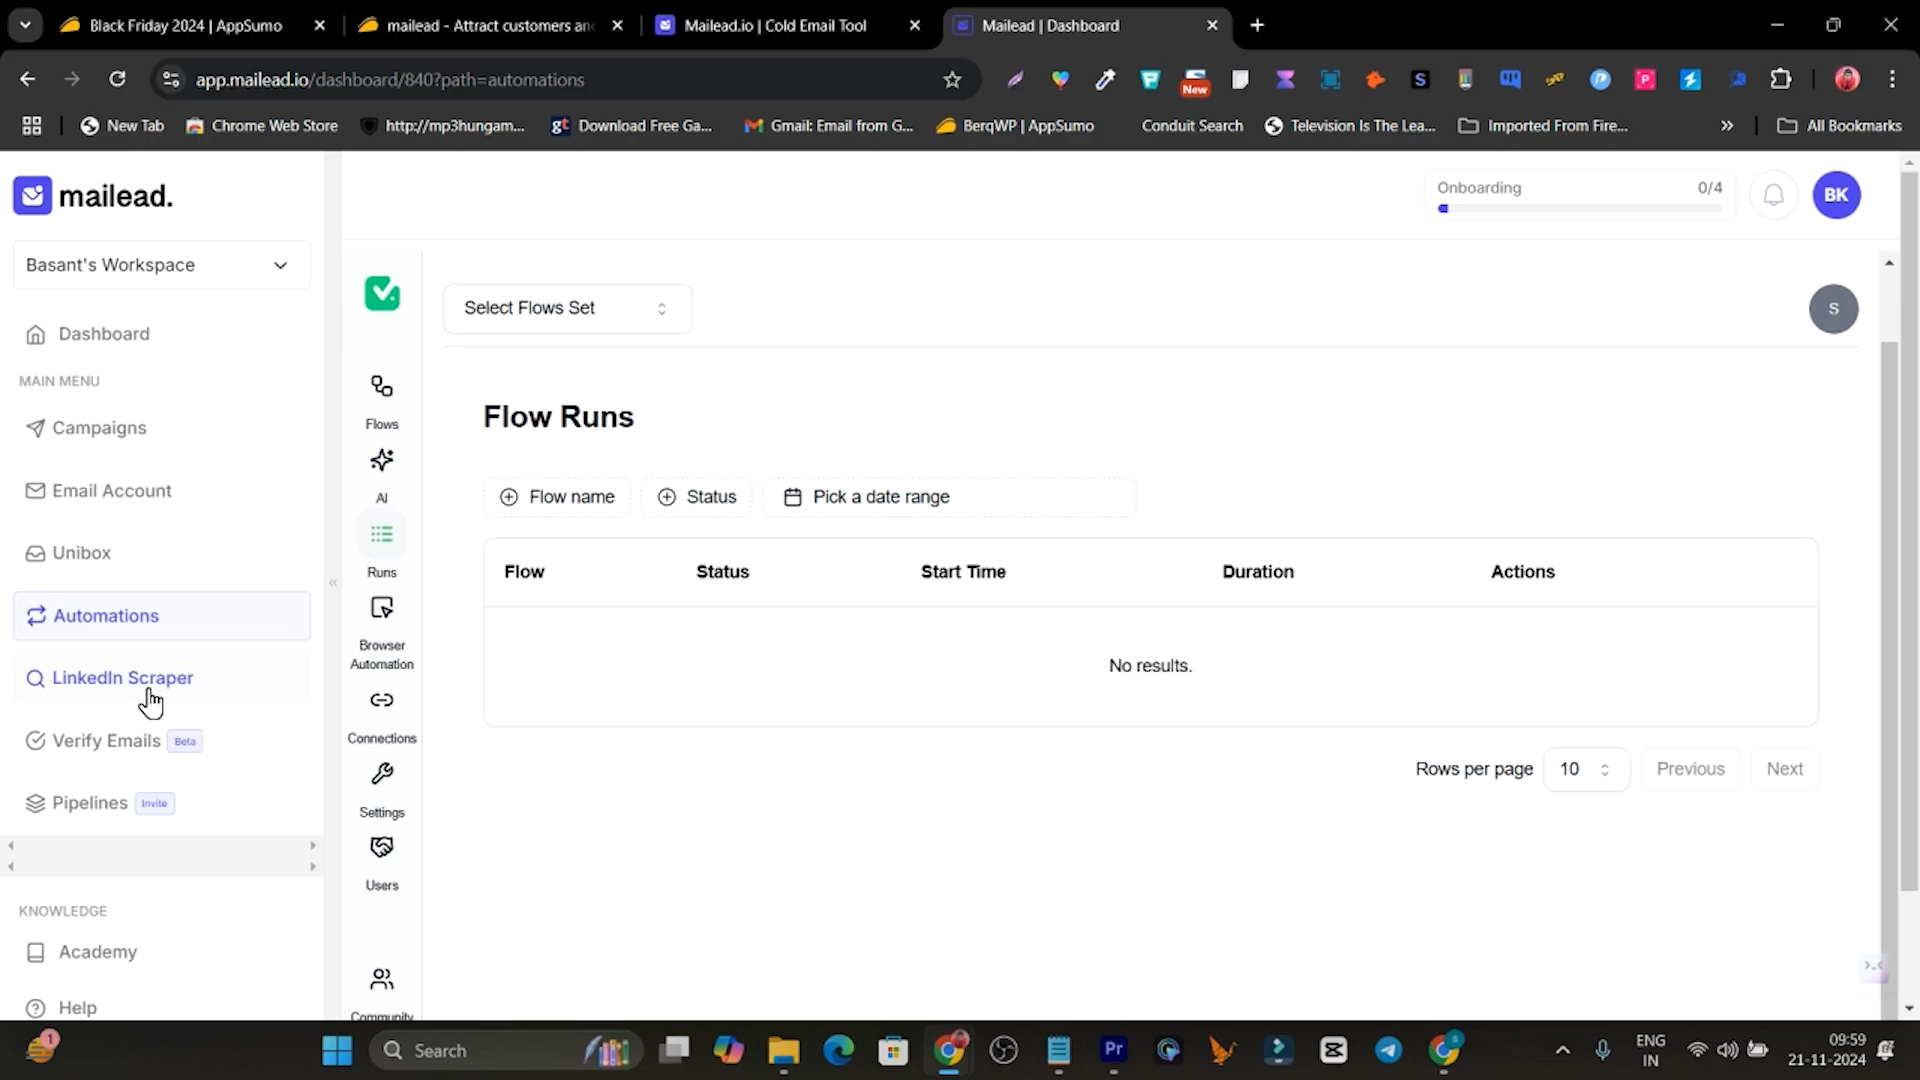 Black Friday 2024 | AppSumo
mailead - Attract customers an
Mailead.io | Cold Email Tool
Mailead | Dashboard
app.mailead.io/dashboard/840?path=automations
New
New Tab
Chrome Web Store
http://mp3hungam...
Download Free Ga...
Gmail: Email from G...
BerqWP | AppSumo
Conduit Search
Television Is The Lea...
Imported From Fire...
All Bookmarks
mailead.
Onboarding
0/4
BK
Basant's Workspace
Dashboard
MAIN MENU
Campaigns
Email Account
Unibox
Automations
LinkedIn Scraper
Verify Emails Beta
Pipelines Invite
KNOWLEDGE
Academy
Help
Flows
AI
Runs
Browser
Automation
Connections
Settings
Users
Community
Select Flows Set
S
Flow Runs
Flow name
Status
Pick a date range
Flow Status Start Time Duration Actions
No results.
Rows per page 10 Previous Next
1
Search
Pr
ENG
IN
09:59
21-11-2024